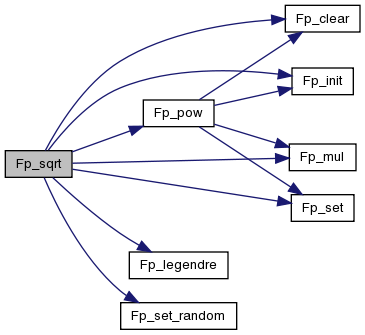 Fp_clear
Fp_init
Fp_pow
Fp_mul
Fp_sqrt
Fp_set
Fp_legendre
Fp_set_random